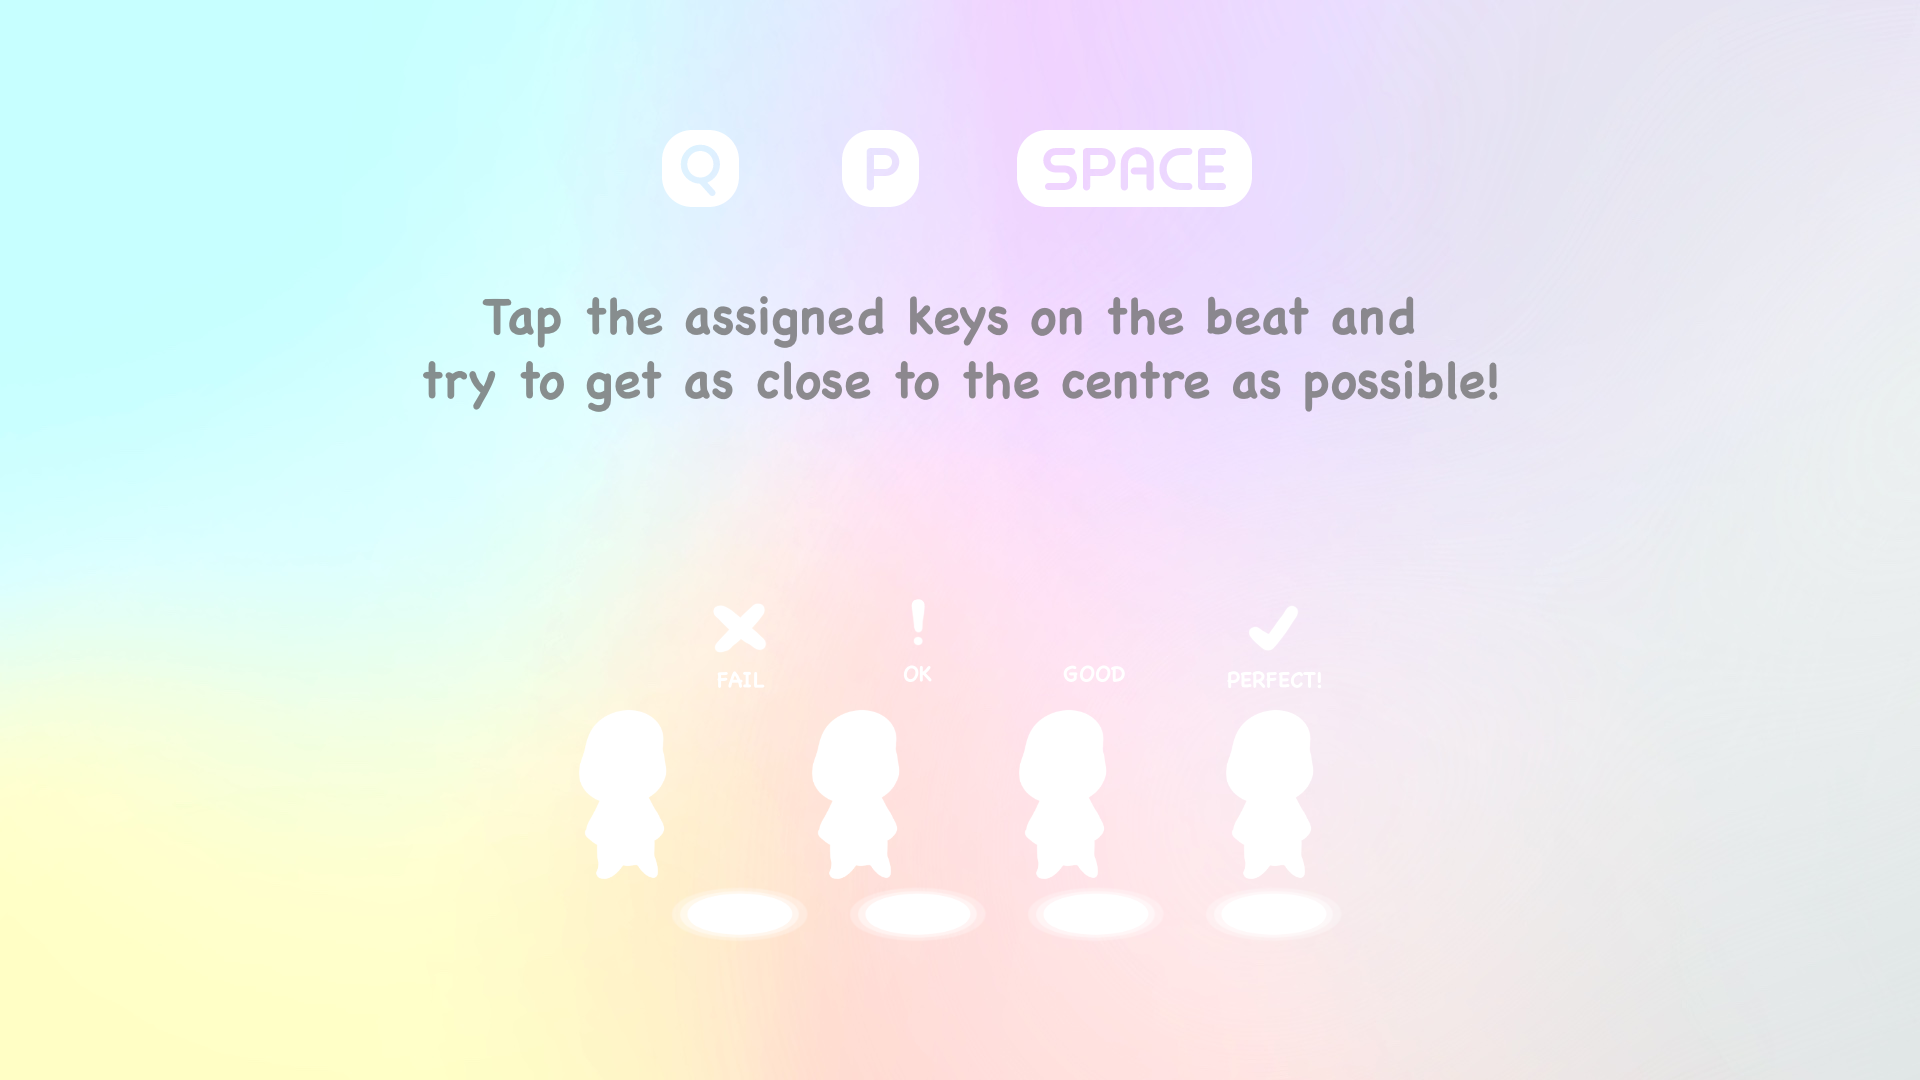 Q P SPACE
Tap the assigned keys on the beat and
try to get as close to the centre as possible!
FAIL OK GOOD PERFECT!